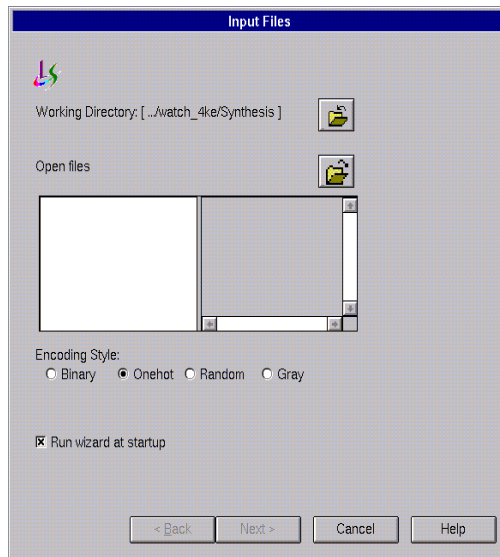 Input Files
Working Directory: [ .../watch_4ke/Synthesis ]
Open files
Encoding Style:
Binary Onehot Random Gray
Run wizard at startup
< Back Next > Cancel Help